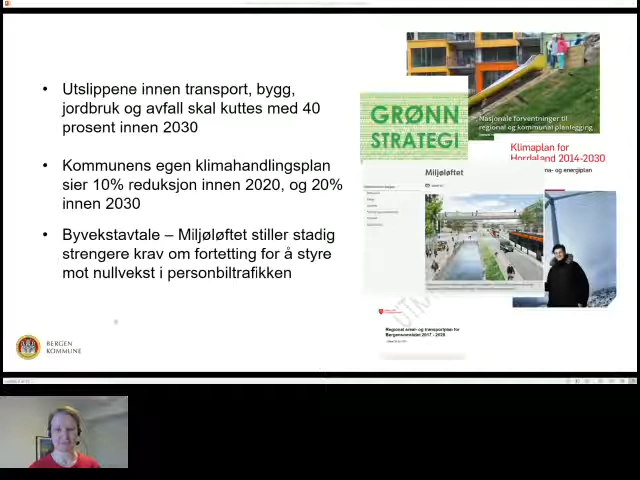 • Utslippene innen transport, bygg,
jordbruk og avfall skal kuttes med 40
prosent innen 2030
• Kommunens egen klimahandlingsplan
sier 10% reduksjon innen 2020, og 20%
innen 2030
• Byvekstavtale – Miljøløftet stiller stadig
strengere krav om fortetting for å styre
mot nullvekst i personbiltrafikken
GRØNN
STRATEGI
Nasjonale forventninger til
regional og kommunal planlegging
Klimaplan for
Hordaland 2014-2030
Miljøløftet
Regional areal- og transportplan for
Bergensområdet 2017 - 2028
BERGEN
KOMMUNE